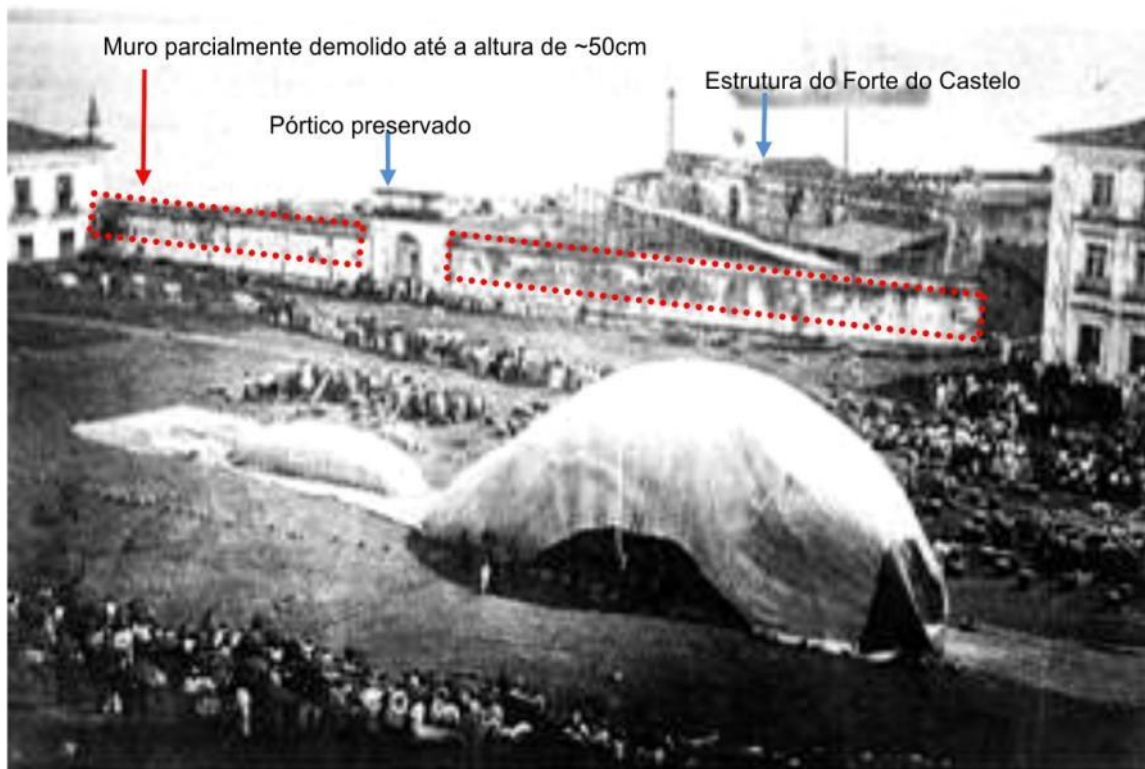 Muro parcialmente demolido até a altura de ~50cm
Estrutura do Forte do Castelo
Pórtico preservado